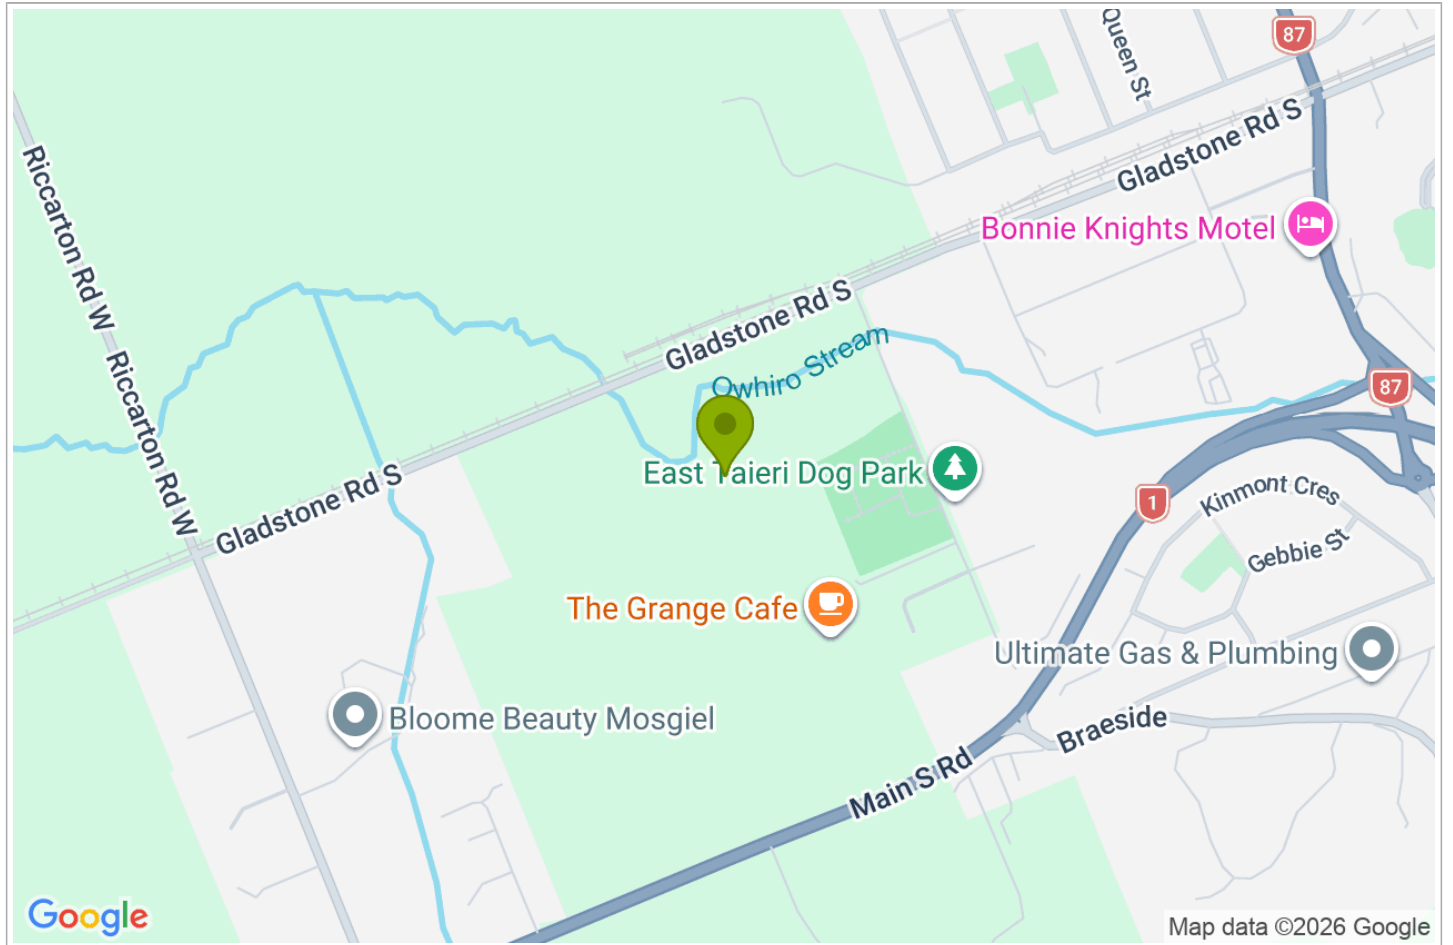 Queen St
87
Gladstone Rd S
Riccarton Rd W
Bonnie Knights Motel
Gladstone Rd S
Owhiro Stream
Riccarton Rd W
87
East Taieri Dog Park
Gladstone Rd S
1
Kinmont Cres
Gebbie St
The Grange Cafe
Ultimate Gas & Plumbing
Bloome Beauty Mosgiel
Braeside
Main S Rd
Google
Map data ©2026 Google